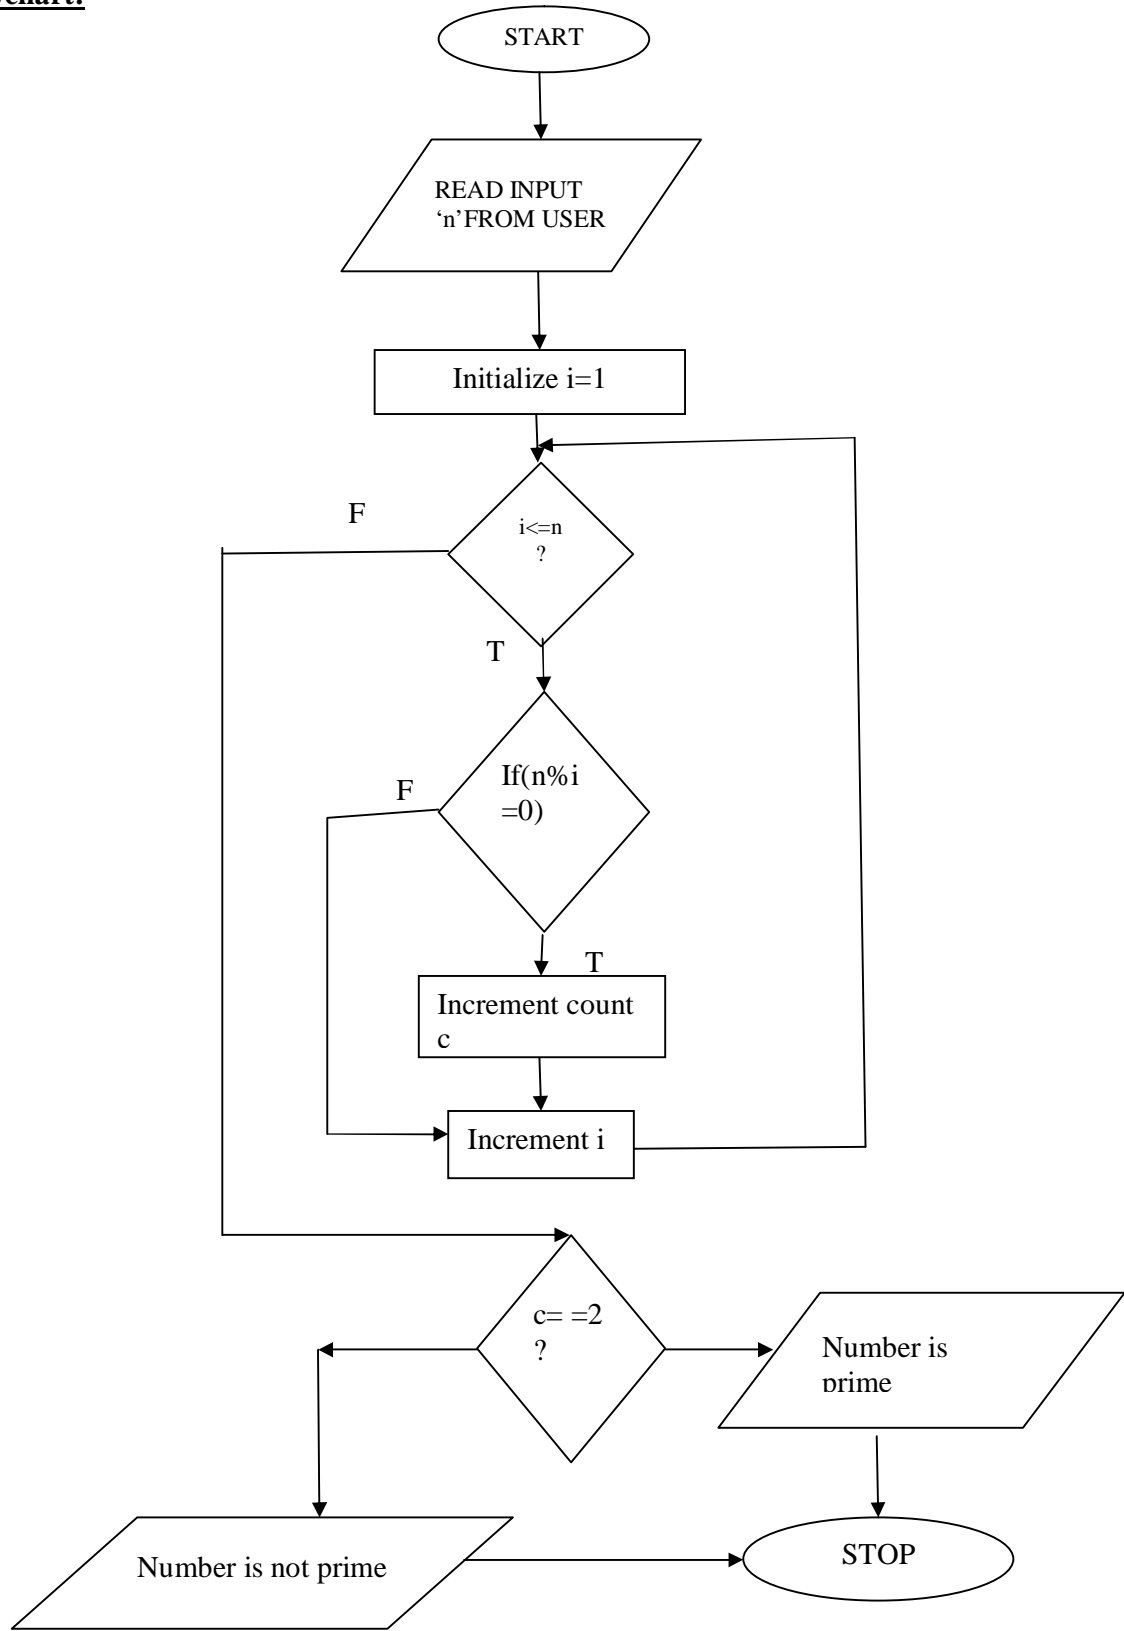 START
READ INPUT
‘n’FROM USER
Initialize i=1
F
i<=n
?
T
If(n%i
=0)
F
T
Increment count
c
Increment i
c= =2
?
Number is
prime
Number is not prime
STOP